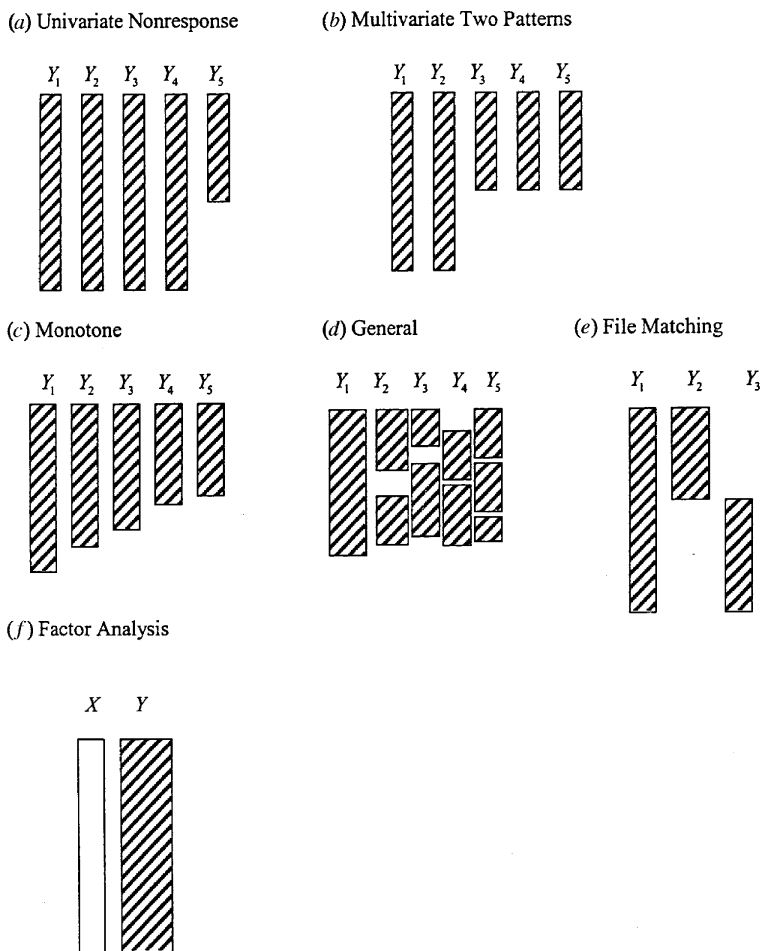 (a) Univariate Nonresponse
(b) Multivariate Two Patterns
Y₁ Y₂ Y₃ Y₄ Y₅
Y₁ Y₂ Y₃ Y₄ Y₅
(c) Monotone
(d) General
(e) File Matching
Y₁ Y₂ Y₃ Y₄ Y₅
Y₁ Y₂ Y₃ Y₄ Y₅
Y₁ Y₂ Y₃
(f) Factor Analysis
X Y